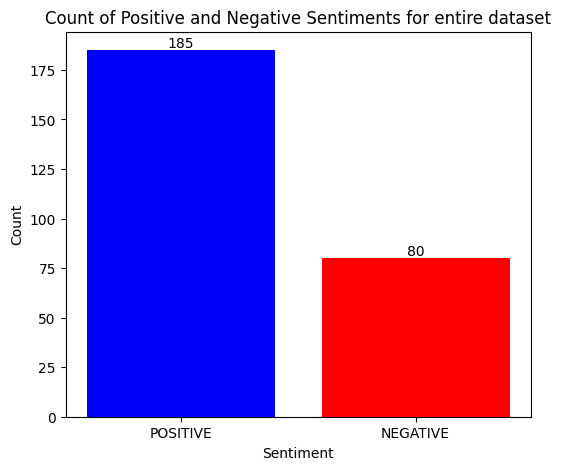 Count of Positive and Negative Sentiments for entire dataset
185
80
175
150
125
100
75
50
25
0
Count
POSITIVE
NEGATIVE
Sentiment